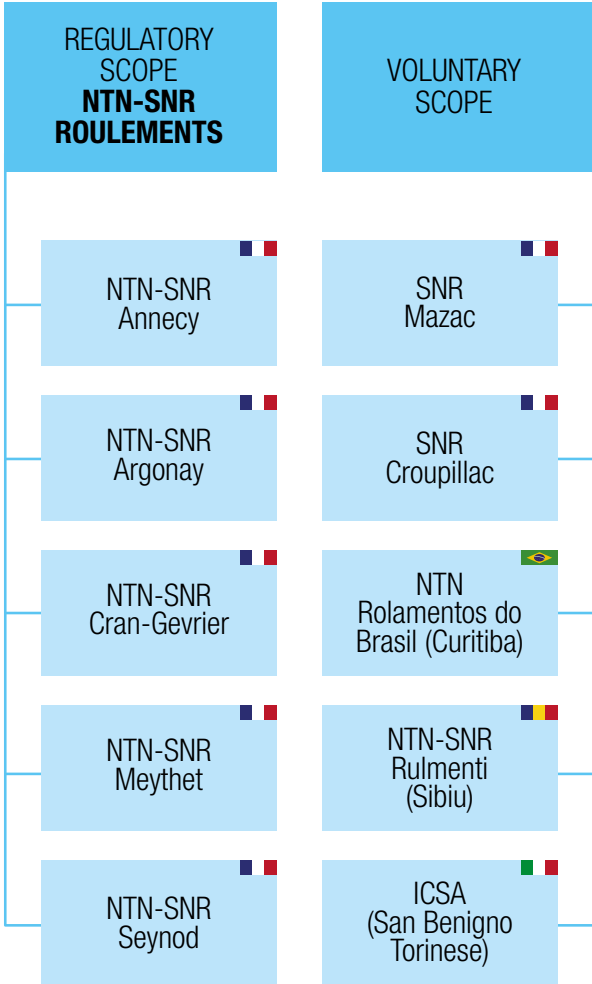 REGULATORY
SCOPE
NTN-SNR
ROULEMENTS
NTN-SNR
Annecy
NTN-SNR
Argonay
NTN-SNR
Cran-Gevrier
NTN-SNR
Meythet
NTN-SNR
Seynod
VOLUNTARY
SCOPE
SNR
Mazac
SNR
Croupillac
NTN
Rolamentos do
Brasil (Curitiba)
NTN-SNR
Rulmenti
(Sibiu)
ICSA
(San Benigno
Torinese)